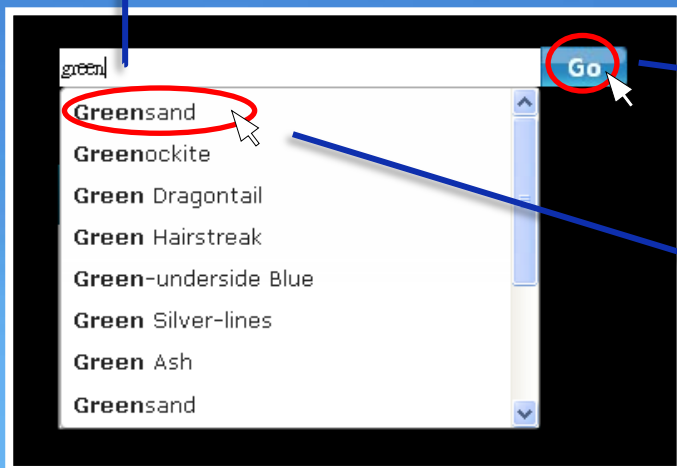 green
Go
Greensand
Greenockite
Green Dragontail
Green Hairstreak
Green-underside Blue
Green Silver-lines
Green Ash
Greensand